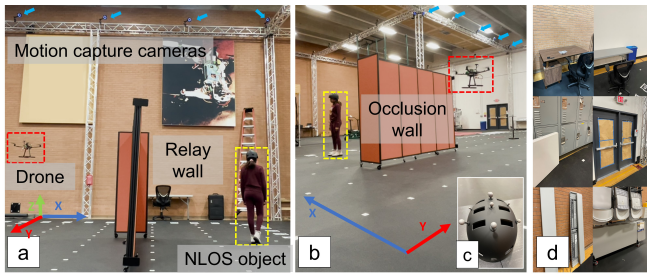 Motion capture cameras
Drone
Relay
wall
NLOS object
X
Y
a
Occlusion
wall
X
Y
b
c
d